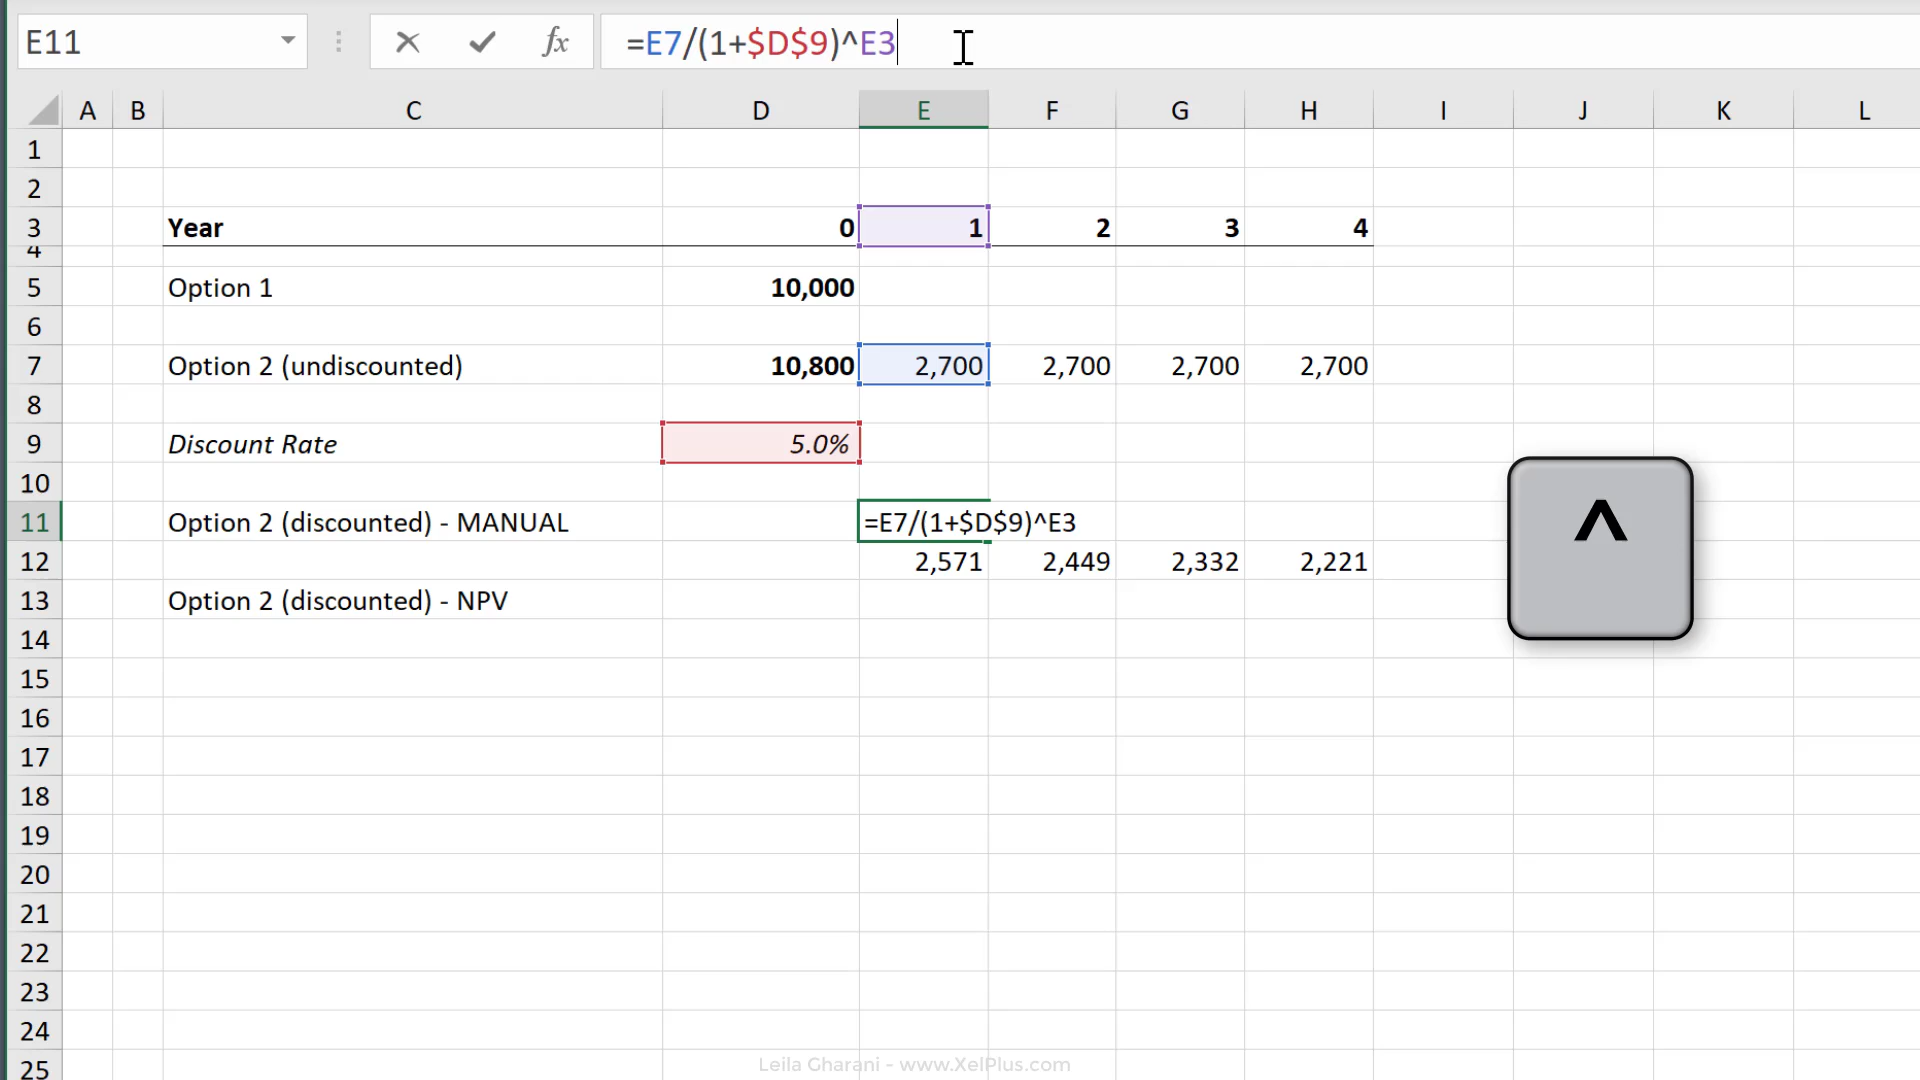 E11 fx =E7/(1+$D$9)^E3
A B C D E F G H I J K L
1
2
3 Year 0 1 2 3 4
4
5 Option 1 10,000
6
7 Option 2 (undiscounted) 10,800 2,700 2,700 2,700 2,700
8
9 Discount Rate 5.0%
10
11 Option 2 (discounted) - MANUAL =E7/(1+$D$9)^E3
^
12 2,571 2,449 2,332 2,221
13 Option 2 (discounted) - NPV
14
15
16
17
18
19
20
21
22
23
24
25
Leila Gharani - www.XelPlus.com